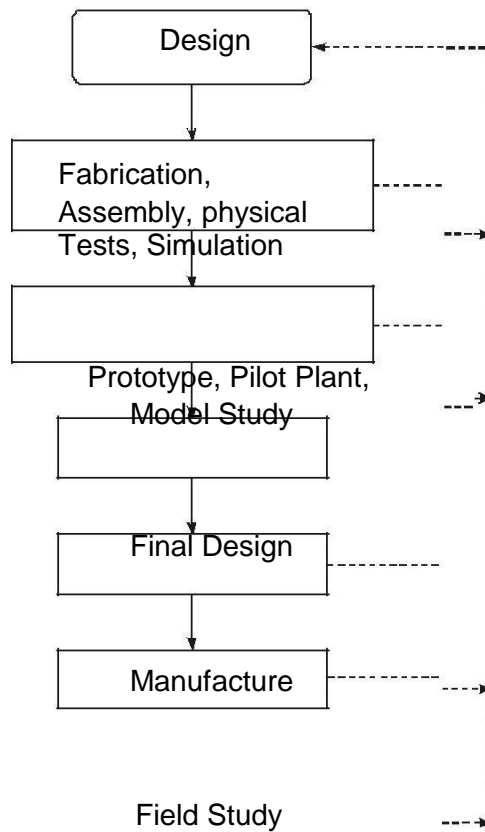 Design
Fabrication,
Assembly, physical
Tests, Simulation
Prototype, Pilot Plant,
Model Study
Final Design
Manufacture
Field Study